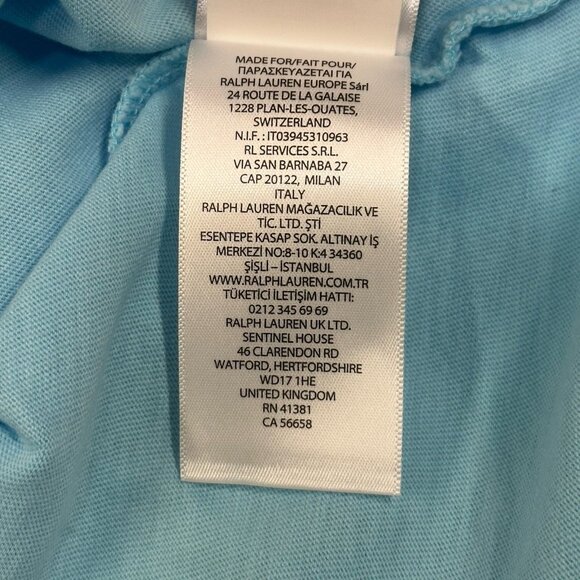 MADE FOR/FAIT POUR/
ΠΑΡΑΣΚΕΥΑΖΕΤΑΙ ΓΙΑ
RALPH LAUREN EUROPE Sárl
24 ROUTE DE LA GALAISE
1228 PLAN-LES-OUATES,
SWITZERLAND
N.I.F. : IT03945310963
RL SERVICES S.R.L.
VIA SAN BARNABA 27
CAP 20122, MILAN
ITALY
RALPH LAUREN MAĞAZACILIK VE
TİC. LTD. ŞTİ
ESENTEPE KASAP SOK. ALTINAY İŞ
MERKEZİ NO:8-10 K:4 34360
ŞİŞLİ – İSTANBUL
WWW.RALPHLAUREN.COM.TR
TÜKETİCİ İLETİŞİM HATTI:
0212 345 69 69
RALPH LAUREN UK LTD.
SENTINEL HOUSE
46 CLARENDON RD
WATFORD, HERTFORDSHIRE
WD17 1HE
UNITED KINGDOM
RN 41381
CA 56658